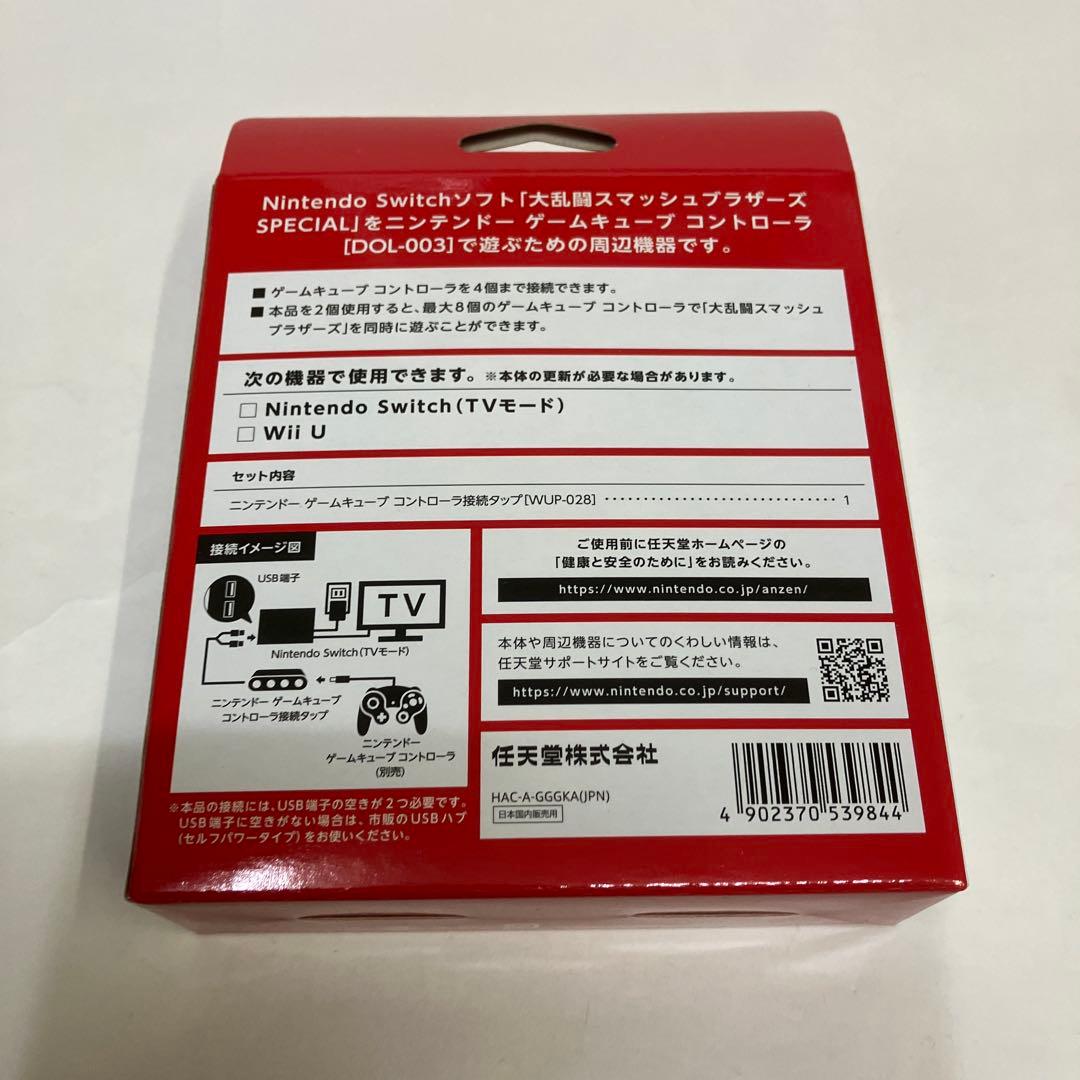 Nintendo Switchソフト「大乱闘スマッシュブラザーズ
SPECIAL」をニンテンドー ゲームキューブ コントローラ
[DOL-003]で遊ぶための周辺機器です。
■ ゲームキューブ コントローラを4個まで接続できます。
■ 本品を2個使用すると、最大8個のゲームキューブ コントローラで「大乱闘スマッシュ
ブラザーズ」を同時に遊ぶことができます。
次の機器で使用できます。※本体の更新が必要な場合があります。
□ Nintendo Switch(TVモード)
□ Wii U
セット内容
ニンテンドー ゲームキューブ コントローラ接続タップ[WUP-028] ······························ 1
接続イメージ図
USB端子
TV
Nintendo Switch(TVモード)
ニンテンドー ゲームキューブ
コントローラ接続タップ
ニンテンドー
ゲームキューブ コントローラ
(別売)
※本品の接続には、USB端子の空きが2つ必要です。
USB端子に空きがない場合は、市販のUSBハブ
(セルフパワータイプ)をお使いください。
ご使用前に任天堂ホームページの
「健康と安全のために」をお読みください。
https://www.nintendo.co.jp/anzen/
本体や周辺機器についてのくわしい情報は、
任天堂サポートサイトをご覧ください。
https://www.nintendo.co.jp/support/
任天堂株式会社
HAC-A-GGGKA(JPN)
日本国内販売用
4 902370 539844